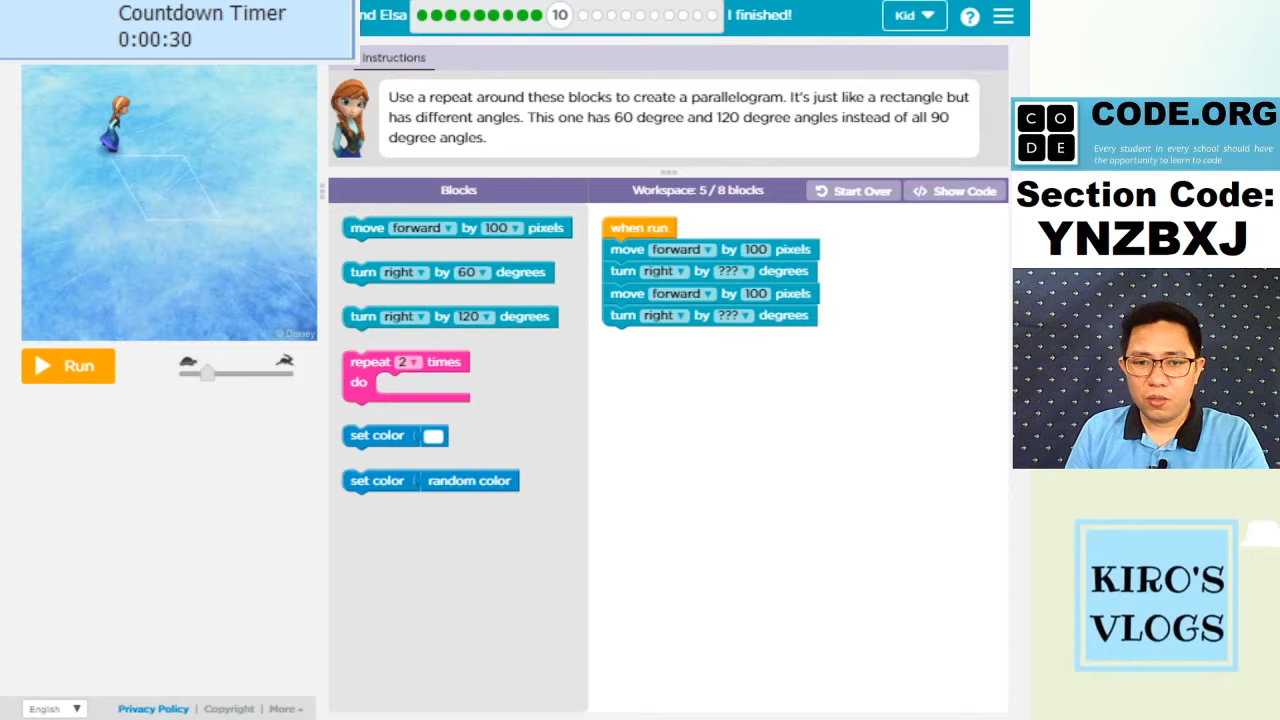 Countdown Timer
0:00:30
nd Elsa
10
I finished!
Kid
?
Instructions
Use a repeat around these blocks to create a parallelogram. It's just like a rectangle but
has different angles. This one has 60 degree and 120 degree angles instead of all 90
degree angles.
Blocks
Workspace: 5 / 8 blocks
Start Over
</> Show Code
move forward by 100 pixels
turn right by 60 degrees
turn right by 120 degrees
repeat 2 times
do
set color
set color random color
when run
move forward by 100 pixels
turn right by ??? degrees
move forward by 100 pixels
turn right by ??? degrees
© Disney
Run
English
Privacy Policy | Copyright | More
C O
D E
CODE.ORG
Every student in every school should have
the opportunity to learn to code
Section Code:
YNZBXJ
KIRO'S
VLOGS